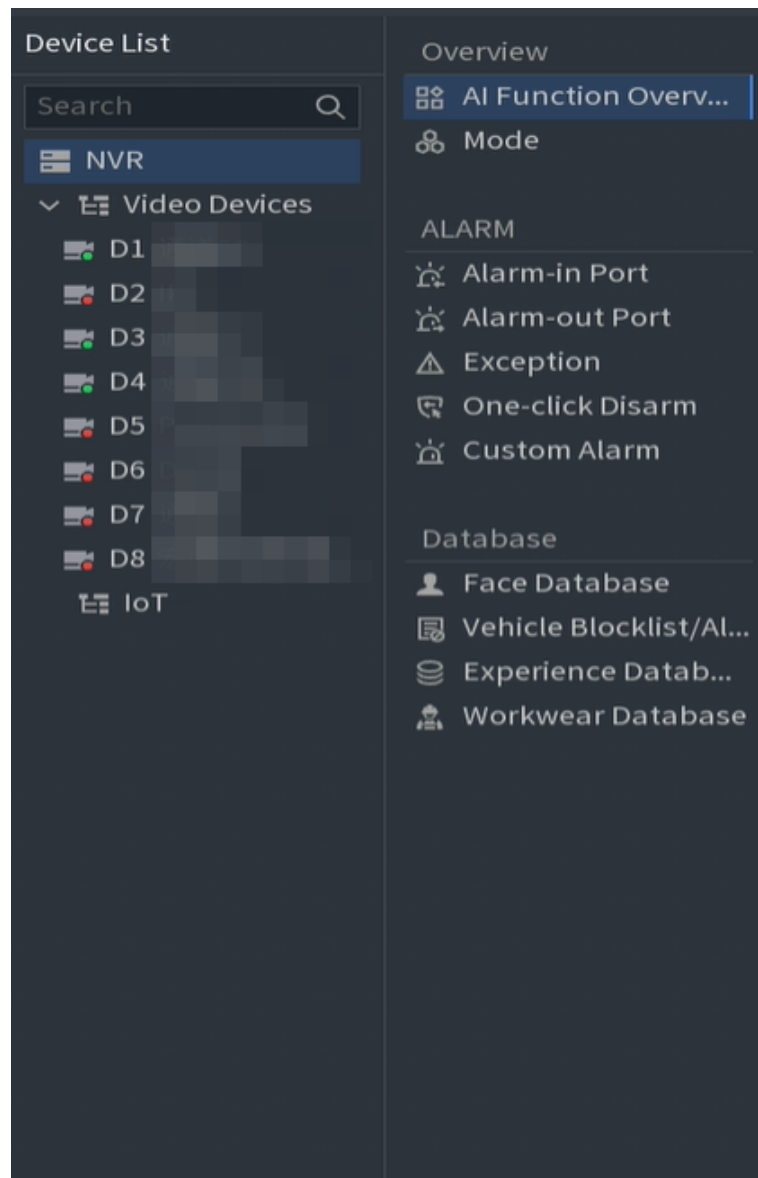 Device List
Search
NVR
Video Devices
D1
D2
D3
D4
D5
D6
D7
D8
IoT
Overview
AI Function Overv...
Mode
ALARM
Alarm-in Port
Alarm-out Port
Exception
One-click Disarm
Custom Alarm
Database
Face Database
Vehicle Blocklist/Al...
Experience Datab...
Workwear Database